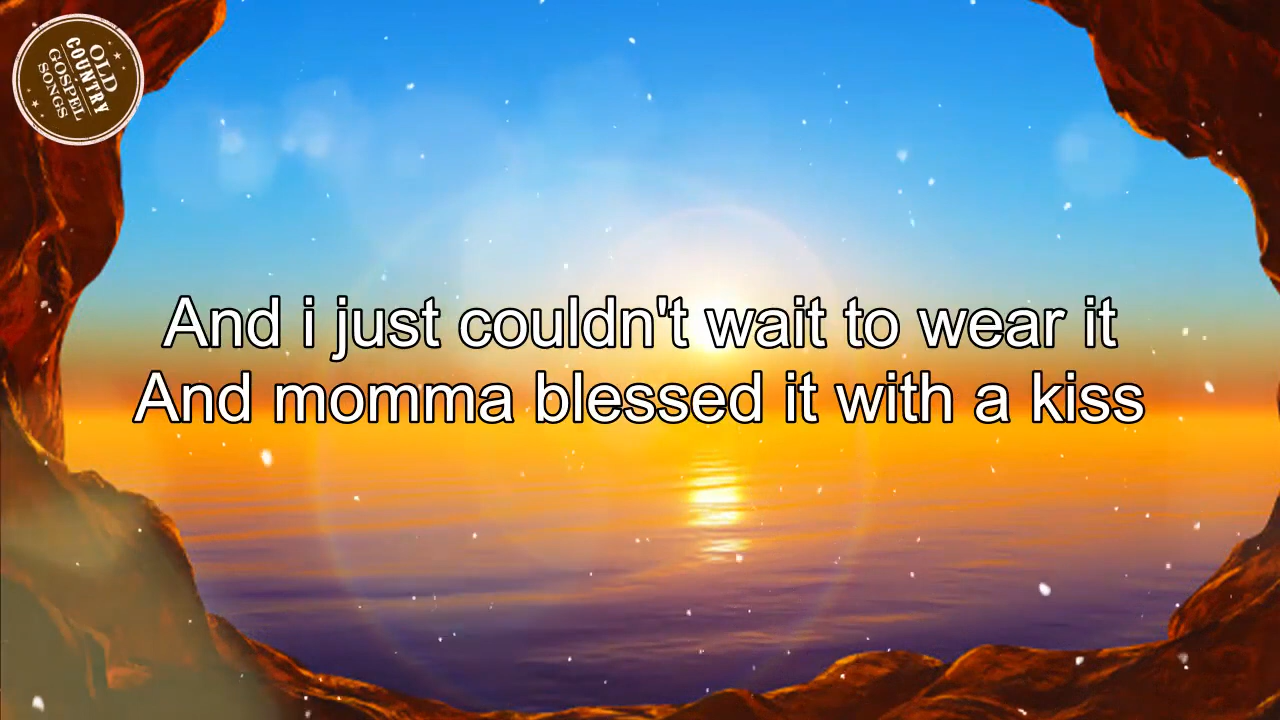 OLD
COUNTRY
GOSPEL
SONGS
And i just couldn't wait to wear it
And momma blessed it with a kiss